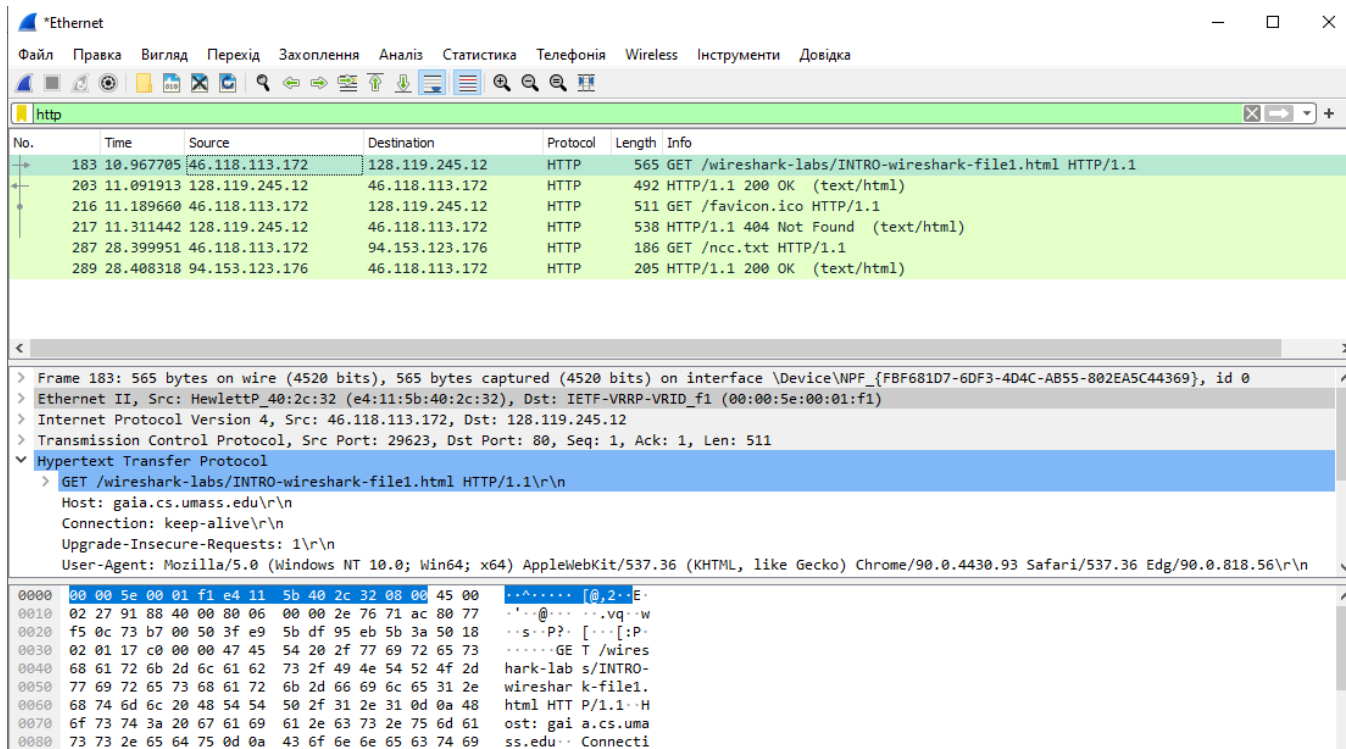 *Ethernet
Файл Правка Вигляд Перехід Захоплення Аналіз Статистика Телефонія Wireless Інструменти Довідка
http
No. Time Source Destination Protocol Length Info
183 10.967705 46.118.113.172 128.119.245.12 HTTP 565 GET /wireshark-labs/INTRO-wireshark-file1.html HTTP/1.1
203 11.091913 128.119.245.12 46.118.113.172 HTTP 492 HTTP/1.1 200 OK (text/html)
216 11.189660 46.118.113.172 128.119.245.12 HTTP 511 GET /favicon.ico HTTP/1.1
217 11.311442 128.119.245.12 46.118.113.172 HTTP 538 HTTP/1.1 404 Not Found (text/html)
287 28.399951 46.118.113.172 94.153.123.176 HTTP 186 GET /ncc.txt HTTP/1.1
289 28.408318 94.153.123.176 46.118.113.172 HTTP 205 HTTP/1.1 200 OK (text/html)
Frame 183: 565 bytes on wire (4520 bits), 565 bytes captured (4520 bits) on interface \Device\NPF_{FBF681D7-6DF3-4D4C-AB55-802EA5C44369}, id 0
Ethernet II, Src: HewlettP_40:2c:32 (e4:11:5b:40:2c:32), Dst: IETF-VRRP-VRID_f1 (00:00:5e:00:01:f1)
Internet Protocol Version 4, Src: 46.118.113.172, Dst: 128.119.245.12
Transmission Control Protocol, Src Port: 29623, Dst Port: 80, Seq: 1, Ack: 1, Len: 511
Hypertext Transfer Protocol
GET /wireshark-labs/INTRO-wireshark-file1.html HTTP/1.1\r\n
Host: gaia.cs.umass.edu\r\n
Connection: keep-alive\r\n
Upgrade-Insecure-Requests: 1\r\n
User-Agent: Mozilla/5.0 (Windows NT 10.0; Win64; x64) AppleWebKit/537.36 (KHTML, like Gecko) Chrome/90.0.4430.93 Safari/537.36 Edg/90.0.818.56\r\n
0000 00 00 5e 00 01 f1 e4 11 5b 40 2c 32 08 00 45 00 ··^····· [@,2··E·
0010 02 27 91 88 40 00 80 06 00 00 2e 76 71 ac 80 77 ·'··@··· ···.vq··w
0020 f5 0c 73 b7 00 50 3f e9 5b df 95 eb 5b 3a 50 18 ··s··P?· [···[:P·
0030 02 01 17 c0 00 00 47 45 54 20 2f 77 69 72 65 73 ······GE T /wires
0040 68 61 72 6b 2d 6c 61 62 73 2f 49 4e 54 52 4f 2d hark-lab s/INTRO-
0050 77 69 72 65 73 68 61 72 6b 2d 66 69 6c 65 31 2e wireshar k-file1.
0060 68 74 6d 6c 20 48 54 54 50 2f 31 2e 31 0d 0a 48 html HTT P/1.1··H
0070 6f 73 74 3a 20 67 61 69 61 2e 63 73 2e 75 6d 61 ost: gai a.cs.uma
0080 73 73 2e 65 64 75 0d 0a 43 6f 6e 6e 65 63 74 69 ss.edu·· Connecti